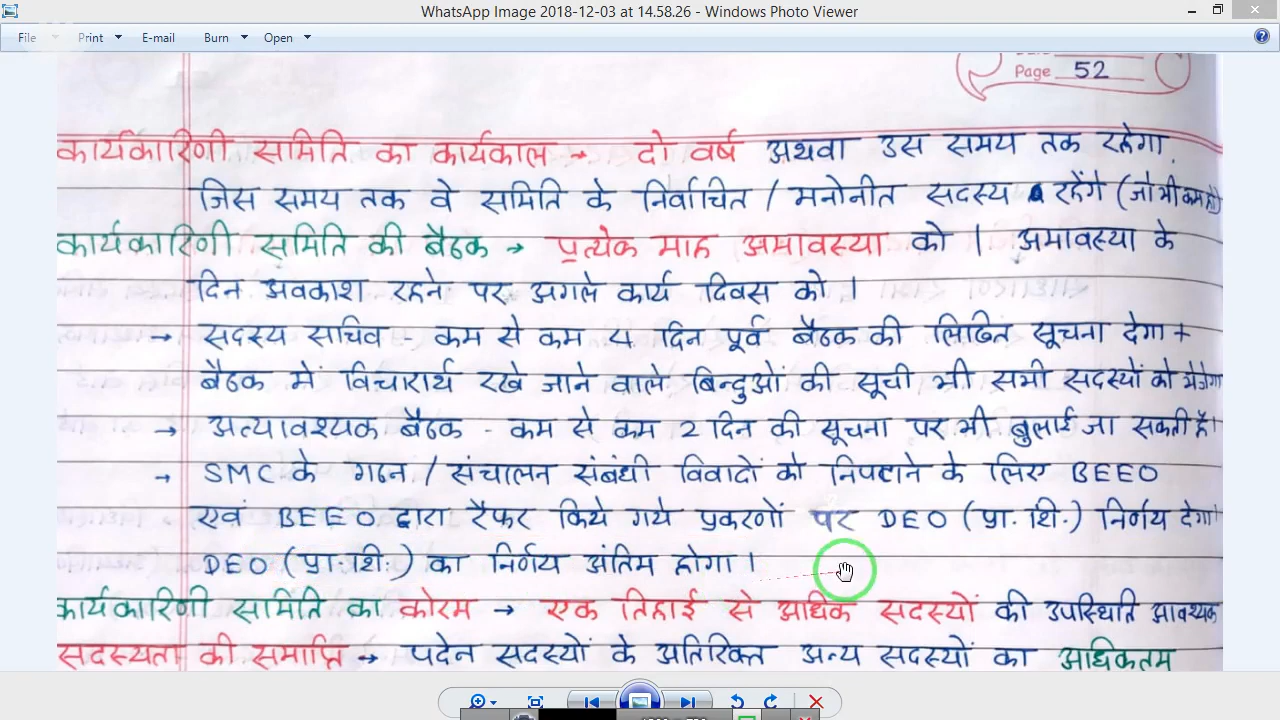 WhatsApp Image 2018-12-03 at 14.58.26 - Windows Photo Viewer
File Print E-mail Burn Open
Page 52
कार्यकारिणी समिति का कार्यकाल → दो वर्ष अथवा उस समय तक रहेगा
जिस समय तक वे समिति के निर्वाचित / मनोनीत सदस्य रहेंगे (जो भी कम हो)
कार्यकारिणी समिति की बैठक → प्रत्येक माह अमावस्या को । अमावस्या के
दिन अवकाश रहने पर अगले कार्य दिवस को ।
→ सदस्य सचिव - कम से कम 4 दिन पूर्व बैठक की लिखित सूचना देगा +
बैठक में विचारार्थ रखे जाने वाले बिन्दुओं की सूची भी सभी सदस्यों को भेजेगा
→ अत्यावश्यक बैठक - कम से कम 2 दिन की सूचना पर भी बुलाई जा सकती है।
→ SMC के गठन / संचालन संबंधी विवादों को निपटाने के लिए BEEO
एवं BEEO द्वारा रैफर किये गये प्रकरणों पर DEO (प्रा. शि.) निर्णय देगा।
DEO (प्रा. शि.) का निर्णय अंतिम होगा ।
कार्यकारिणी समिति का कोरम → एक तिहाई से अधिक सदस्यों की उपस्थिति आवश्यक
सदस्यता की समाप्ति → पदेन सदस्यों के अतिरिक्त अन्य सदस्यों का अधिकतम